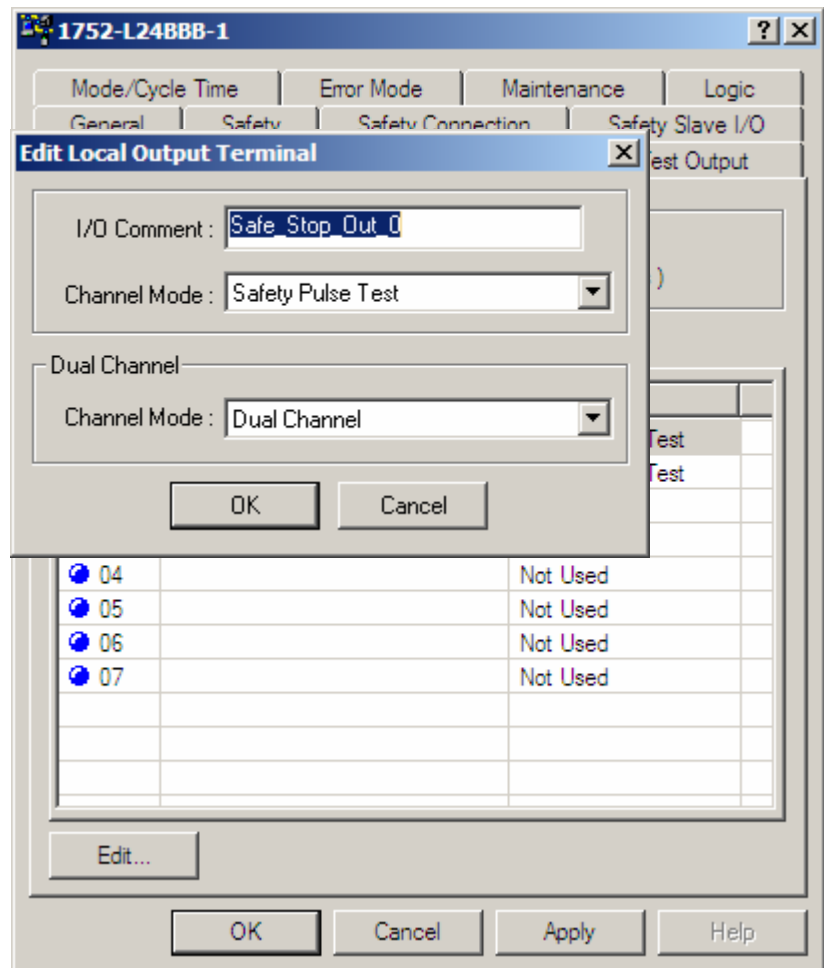 1752-L24BBB-1
Mode/Cycle Time Error Mode Maintenance Logic
General Safety Safety Connection Safety Slave I/O
Edit Local Output Terminal
Test Output
I/O Comment : Safe_Stop_Out_0
)
Channel Mode : Safety Pulse Test
Dual Channel
Channel Mode : Dual Channel
Test
Test
OK Cancel
04 Not Used
05 Not Used
06 Not Used
07 Not Used
Edit...
OK Cancel Apply Help